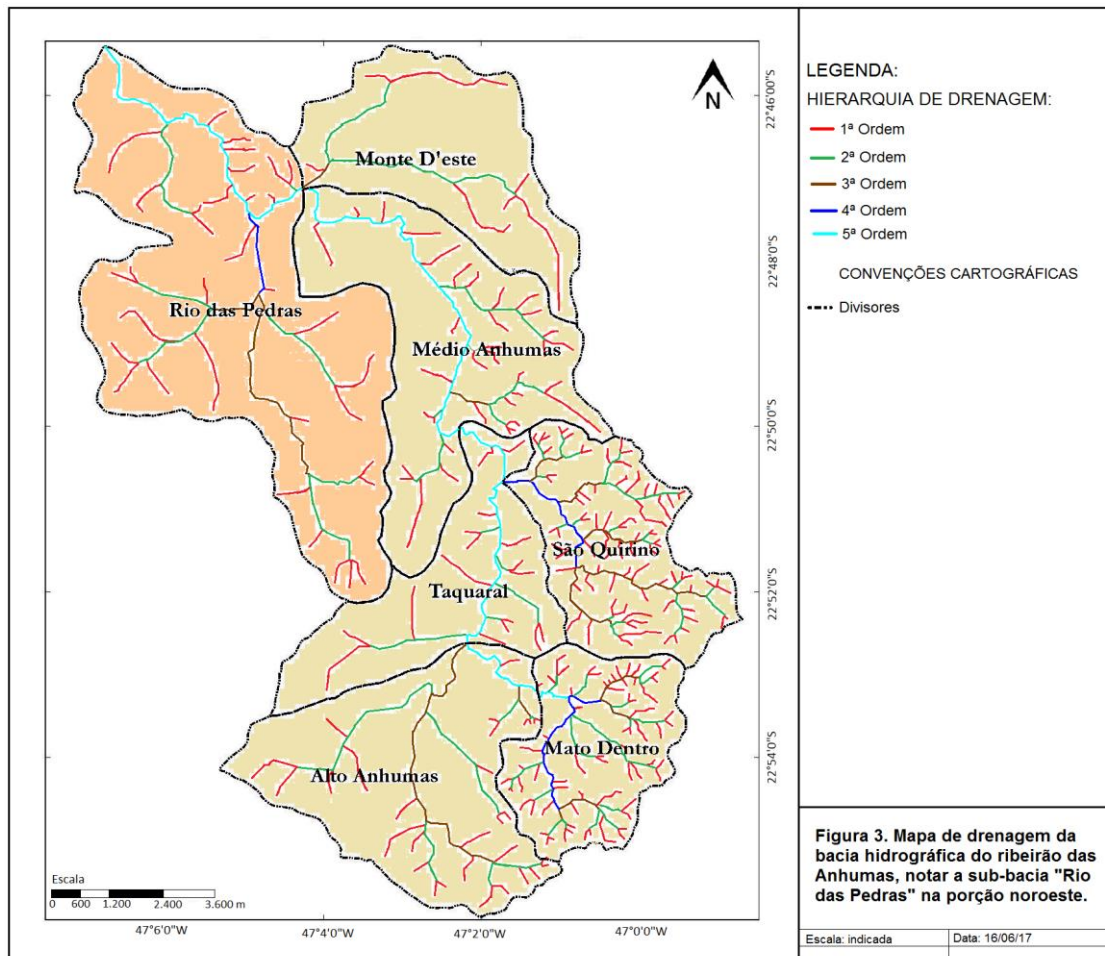 N
Monte D'este
Rio das Pedras
Médio Anhumas
São Quirino
Taquaral
Mato Dentro
Alto Anhumas
22°46'00"S
22°48'0"S
22°50'0"S
22°52'0"S
22°54'0"S
Escala
0 600 1.200 2.400 3.600 m
47°6'0"W
47°4'0"W
47°2'0"W
47°0'0"W
LEGENDA:
HIERARQUIA DE DRENAGEM:
1ª Ordem
2ª Ordem
3ª Ordem
4ª Ordem
5ª Ordem
CONVENÇÕES CARTOGRÁFICAS
Divisores
Figura 3. Mapa de drenagem da
bacia hidrográfica do ribeirão das
Anhumas, notar a sub-bacia "Rio
das Pedras" na porção noroeste.
Escala: indicada
Data: 16/06/17